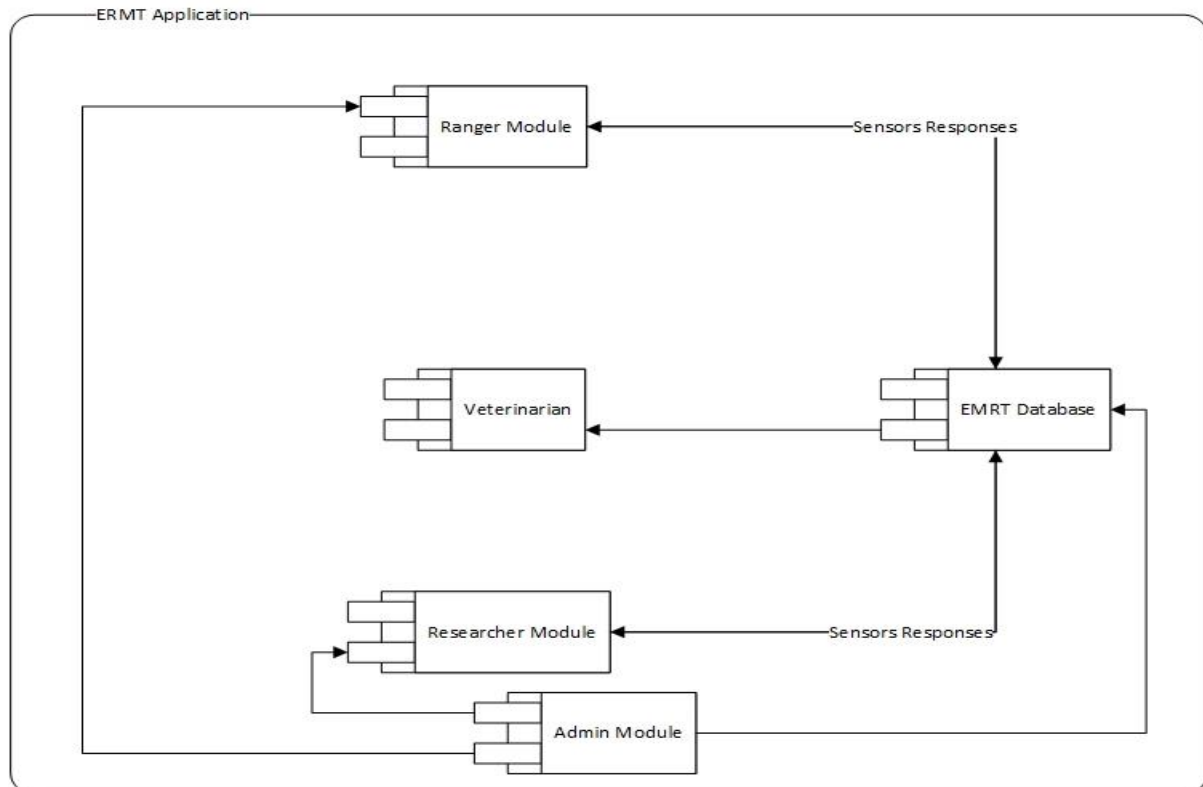 ERMT Application
Ranger Module
Sensors Responses
Veterinarian
EMRT Database
Researcher Module
Sensors Responses
Admin Module